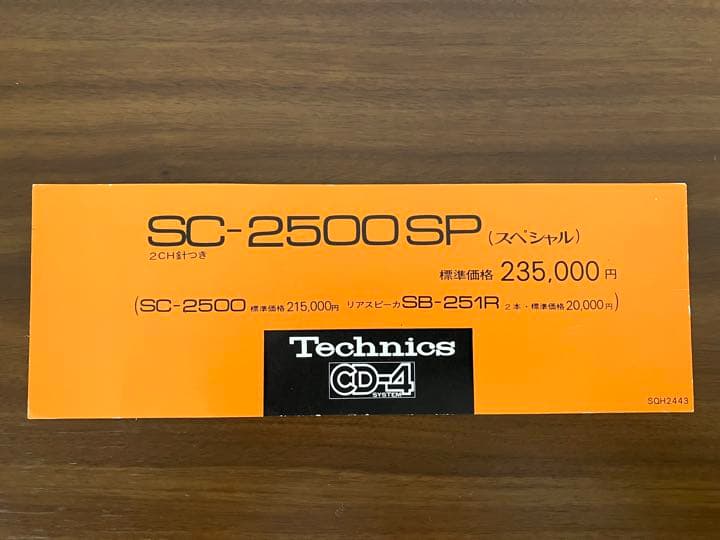 SC-2500SP (スペシャル)
2CH針つき
標準価格 235,000円
(SC-2500 標準価格215,000円 リアスピーカSB-251R 2本・標準価格20,000円)
Technics
CD-4
SYSTEM
SQH2443